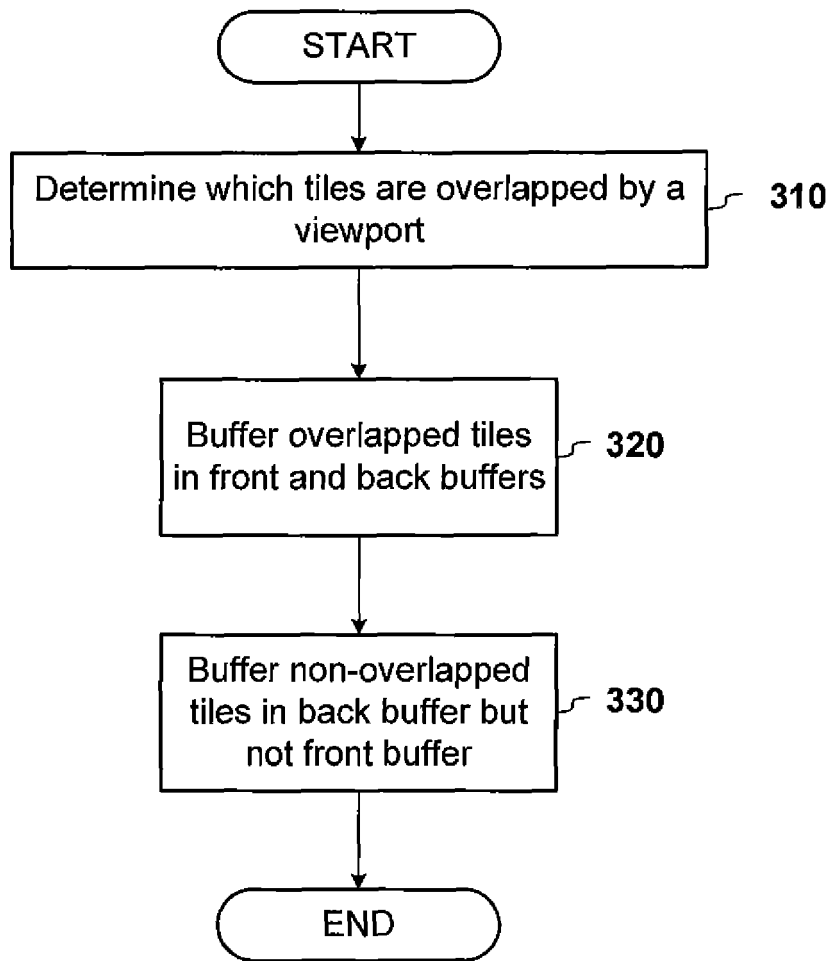 START
Determine which tiles are overlapped by a
viewport
310
Buffer overlapped tiles
in front and back buffers
320
Buffer non-overlapped
tiles in back buffer but
not front buffer
330
END